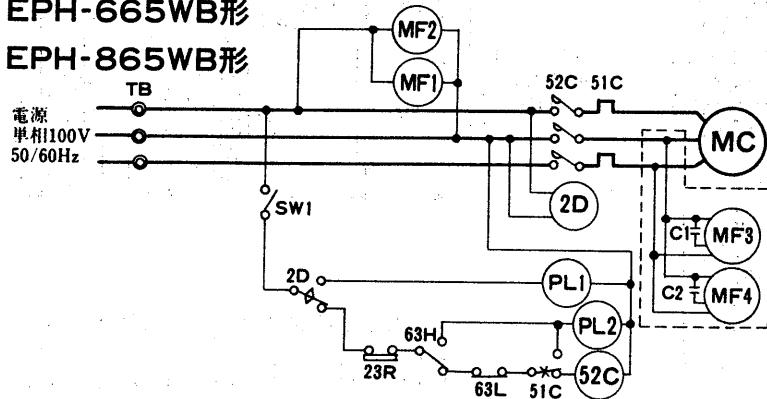 EPH-665WB形
EPH-865WB形
MF2
MF1
TB
52C 51C
電源
単相100V
50/60Hz
MC
SW1
2D
C1 MF3
2D
PL1
C2 MF4
63H
PL2
23R
63L
51C
52C